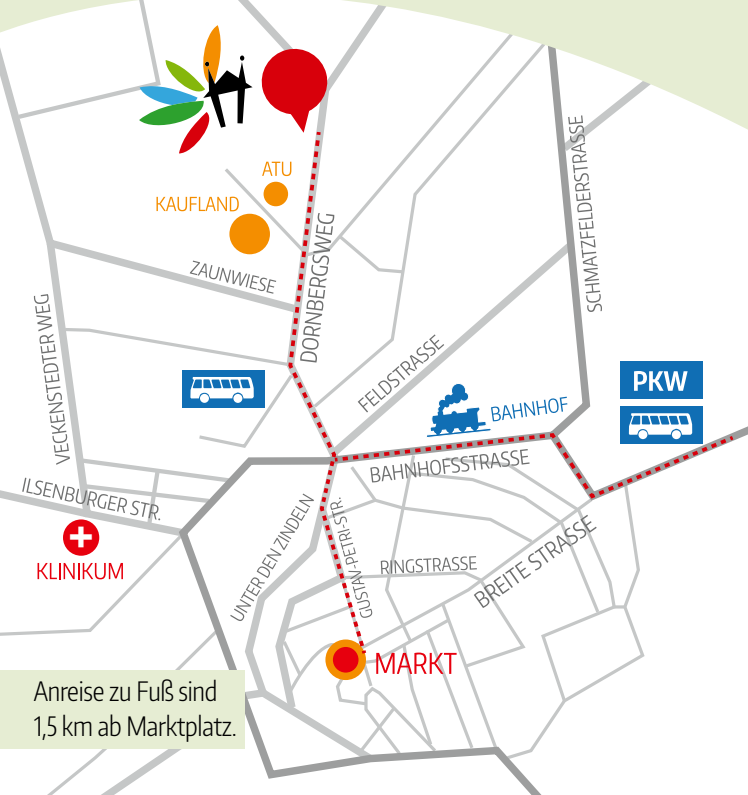 ATU
KAUFLAND
ZAUNWIESE
DORNBERGSWEG
SCHMATZFELDERSTRASSE
VECKENSTEDTER WEG
FELDSTRASSE
PKW
BAHNHOF
BAHNHOFSSTRASSE
ILSENBURGER STR.
KLINIKUM
UNTER DEN ZINDELN
GUSTAV-PETRI-STR.
RINGSTRASSE
BREITE STRASSE
MARKT
Anreise zu Fuß sind
1,5 km ab Marktplatz.